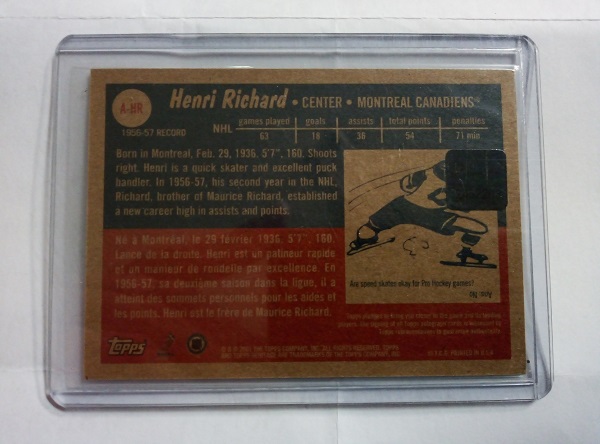 A-HR
Henri Richard • CENTER • MONTREAL CANADIENS
1956-57 RECORD
NHL
games played goals assists total points penalties
63 18 36 54 71 min
Born in Montreal, Feb. 29, 1936. 5'7", 160. Shoots
right. Henri is a quick skater and excellent puck
handler. In 1956-57, his second year in the NHL,
Richard, brother of Maurice Richard, established
a new career high in assists and points.
Né à Montréal, le 29 février 1936. 5'7", 160.
Lance de la droite. Henri est un patineur rapide
et un manieur de rondelle par excellence. En
1956-57, sa deuxième saison dans la ligue, il a
atteint des sommets personnels pour les aides et
les points. Henri est le frère de Maurice Richard.
Are speed skates okay for Pro hockey games?
Topps
PRINTED IN U.S.A.